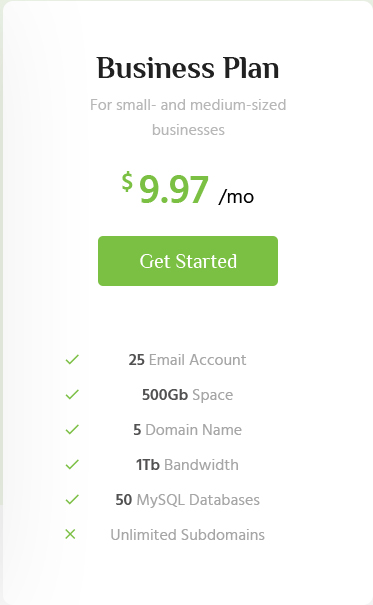 Business Plan
For small- and medium-sized
businesses
$ 9.97 /mo
Get Started
25 Email Account
500Gb Space
5 Domain Name
1Tb Bandwidth
50 MySQL Databases
Unlimited Subdomains